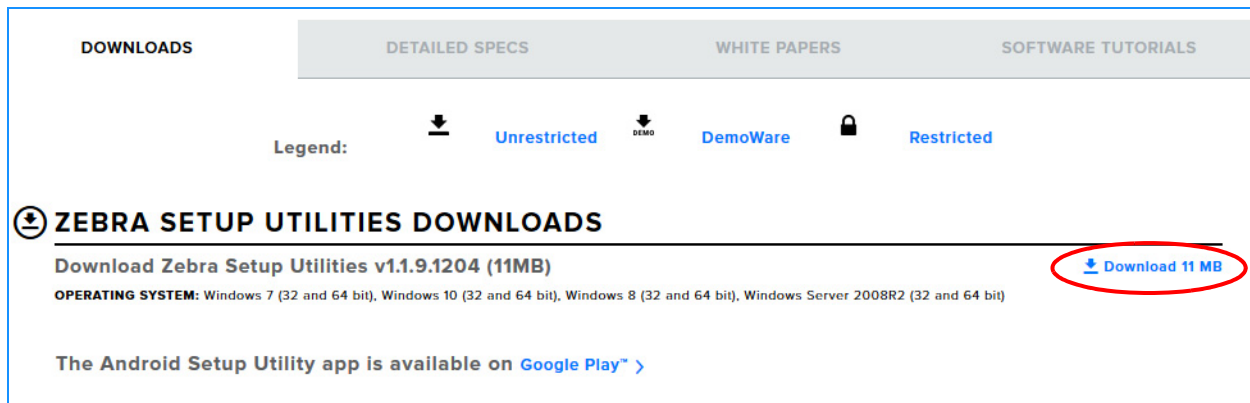 DOWNLOADS DETAILED SPECS WHITE PAPERS SOFTWARE TUTORIALS
Legend: Unrestricted DEMO DemoWare Restricted
ZEBRA SETUP UTILITIES DOWNLOADS
Download Zebra Setup Utilities v1.1.9.1204 (11MB) Download 11 MB
OPERATING SYSTEM: Windows 7 (32 and 64 bit), Windows 10 (32 and 64 bit), Windows 8 (32 and 64 bit), Windows Server 2008R2 (32 and 64 bit)
The Android Setup Utility app is available on Google Play™ >